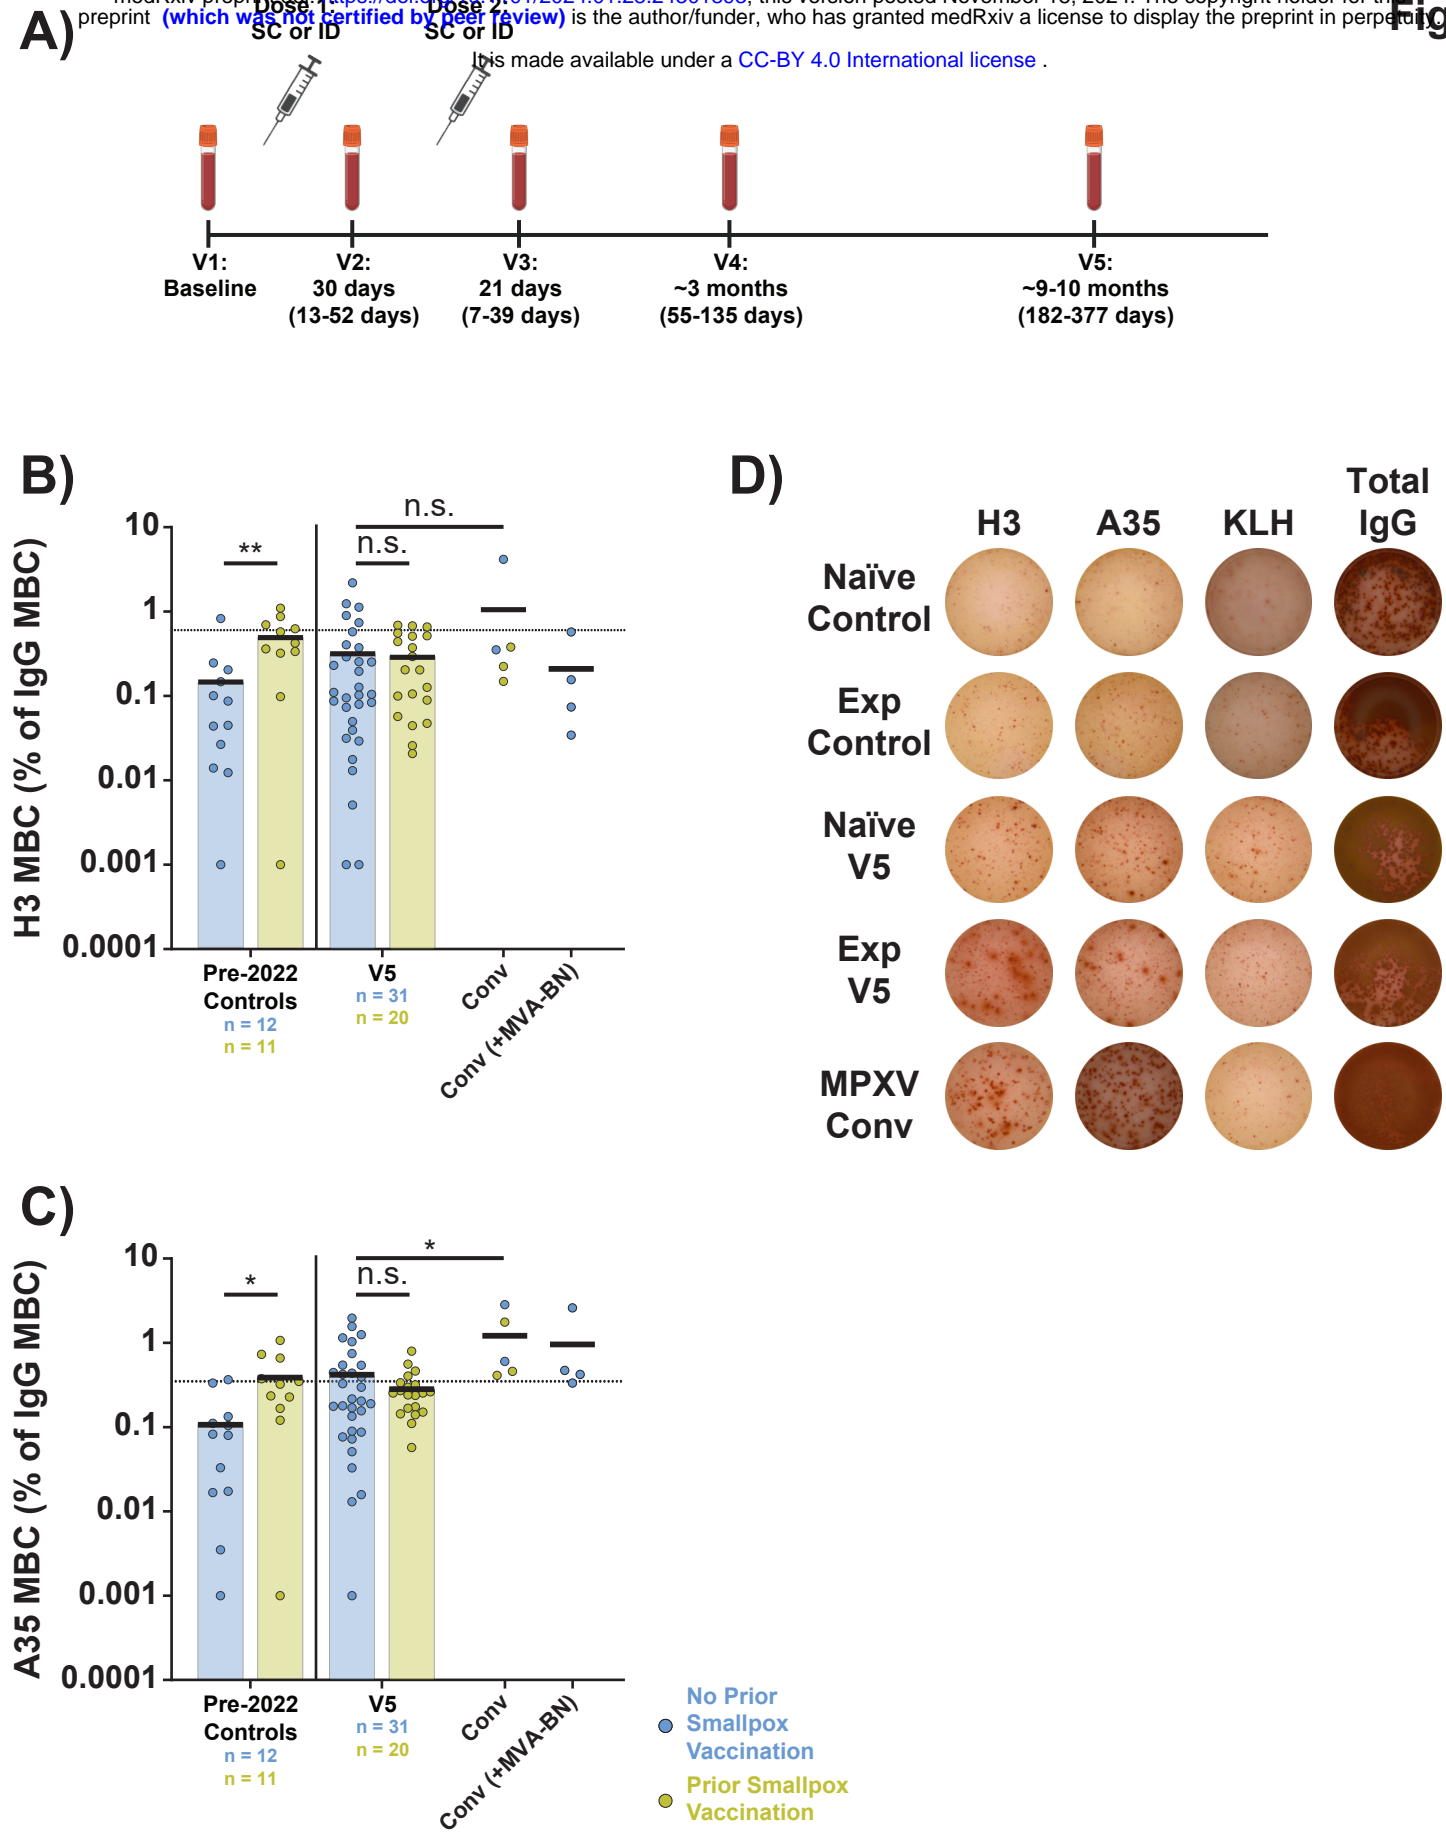 preprint (which was not certified by peer review) is the author/funder, who has granted medRxiv a license to display the preprint in perpetuity.
It is made available under a CC-BY 4.0 International license .
A)
Dose 1:
SC or ID
Dose 2:
SC or ID
V1:
Baseline
V2:
30 days
(13-52 days)
V3:
21 days
(7-39 days)
V4:
~3 months
(55-135 days)
V5:
~9-10 months
(182-377 days)
B)
H3 MBC (% of IgG MBC)
10
1
0.1
0.01
0.001
0.0001
**
n.s.
n.s.
Pre-2022
Controls
n = 12
n = 11
V5
n = 31
n = 20
Conv
Conv (+MVA-BN)
D)
H3
A35
KLH
Total
IgG
Naïve
Control
Exp
Control
Naïve
V5
Exp
V5
MPXV
Conv
C)
A35 MBC (% of IgG MBC)
10
1
0.1
0.01
0.001
0.0001
*
n.s.
*
Pre-2022
Controls
n = 12
n = 11
V5
n = 31
n = 20
Conv
Conv (+MVA-BN)
No Prior
Smallpox
Vaccination
Prior Smallpox
Vaccination